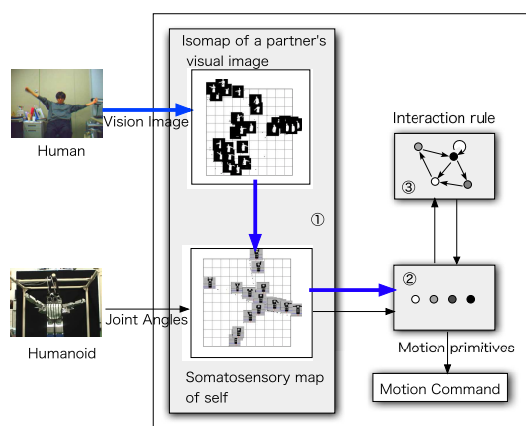 Isomap of a partner's
visual image
Vision Image
Human
①
Interaction rule
③
②
Joint Angles
Humanoid
Motion primitives
Somatosensory map
of self
Motion Command